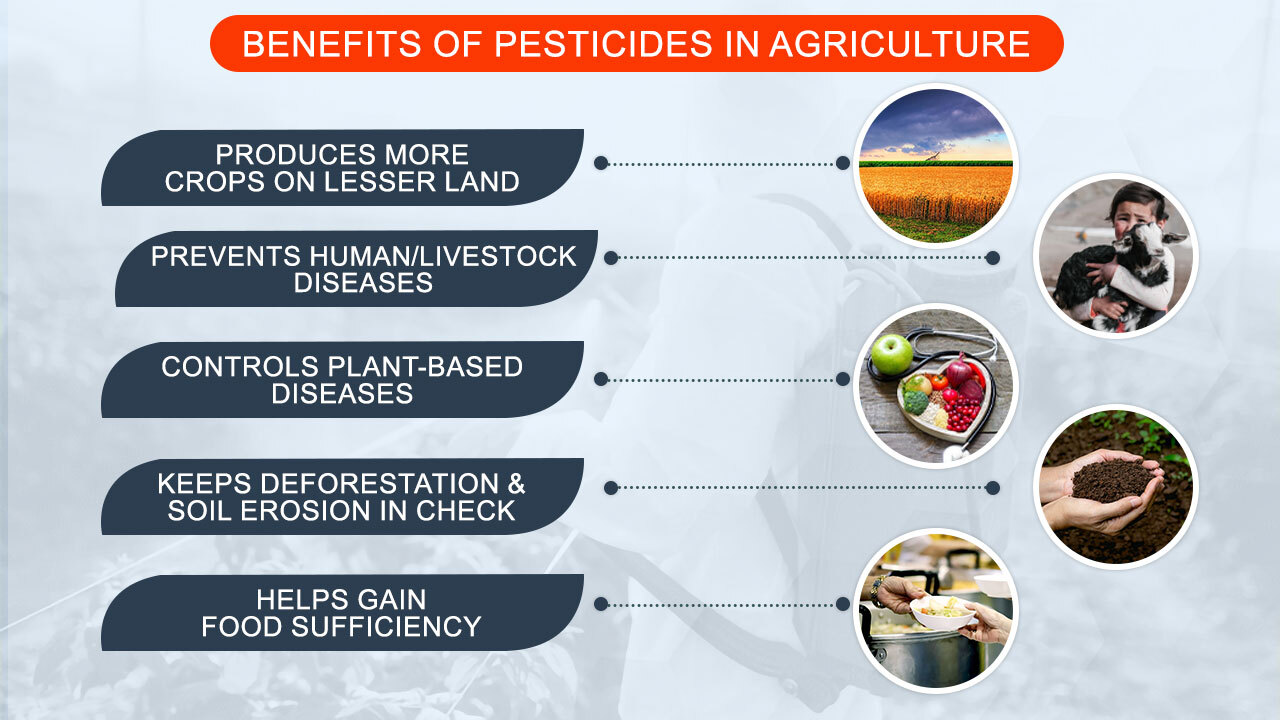 BENEFITS OF PESTICIDES IN AGRICULTURE
PRODUCES MORE
CROPS ON LESSER LAND
PREVENTS HUMAN/LIVESTOCK
DISEASES
CONTROLS PLANT-BASED
DISEASES
KEEPS DEFORESTATION &
SOIL EROSION IN CHECK
HELPS GAIN
FOOD SUFFICIENCY